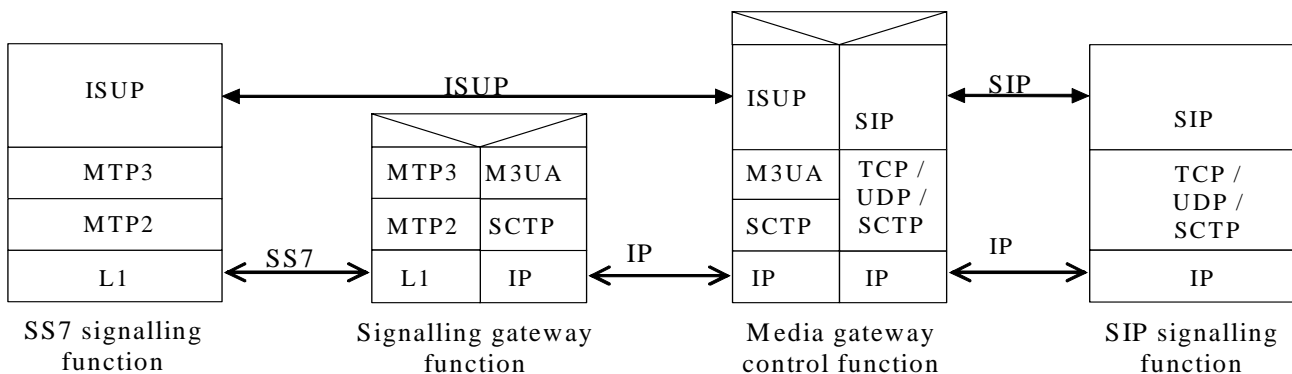 ISUP
MTP3
MTP2
L1
SS7 signalling
function
ISUP
SS7
MTP3
M3UA
MTP2
SCTP
L1
IP
Signalling gateway
function
IP
ISUP
SIP
M3UA
SCTP
TCP /
UDP /
SCTP
IP
IP
Media gateway
control function
SIP
IP
SIP
TCP /
UDP /
SCTP
IP
SIP signalling
function